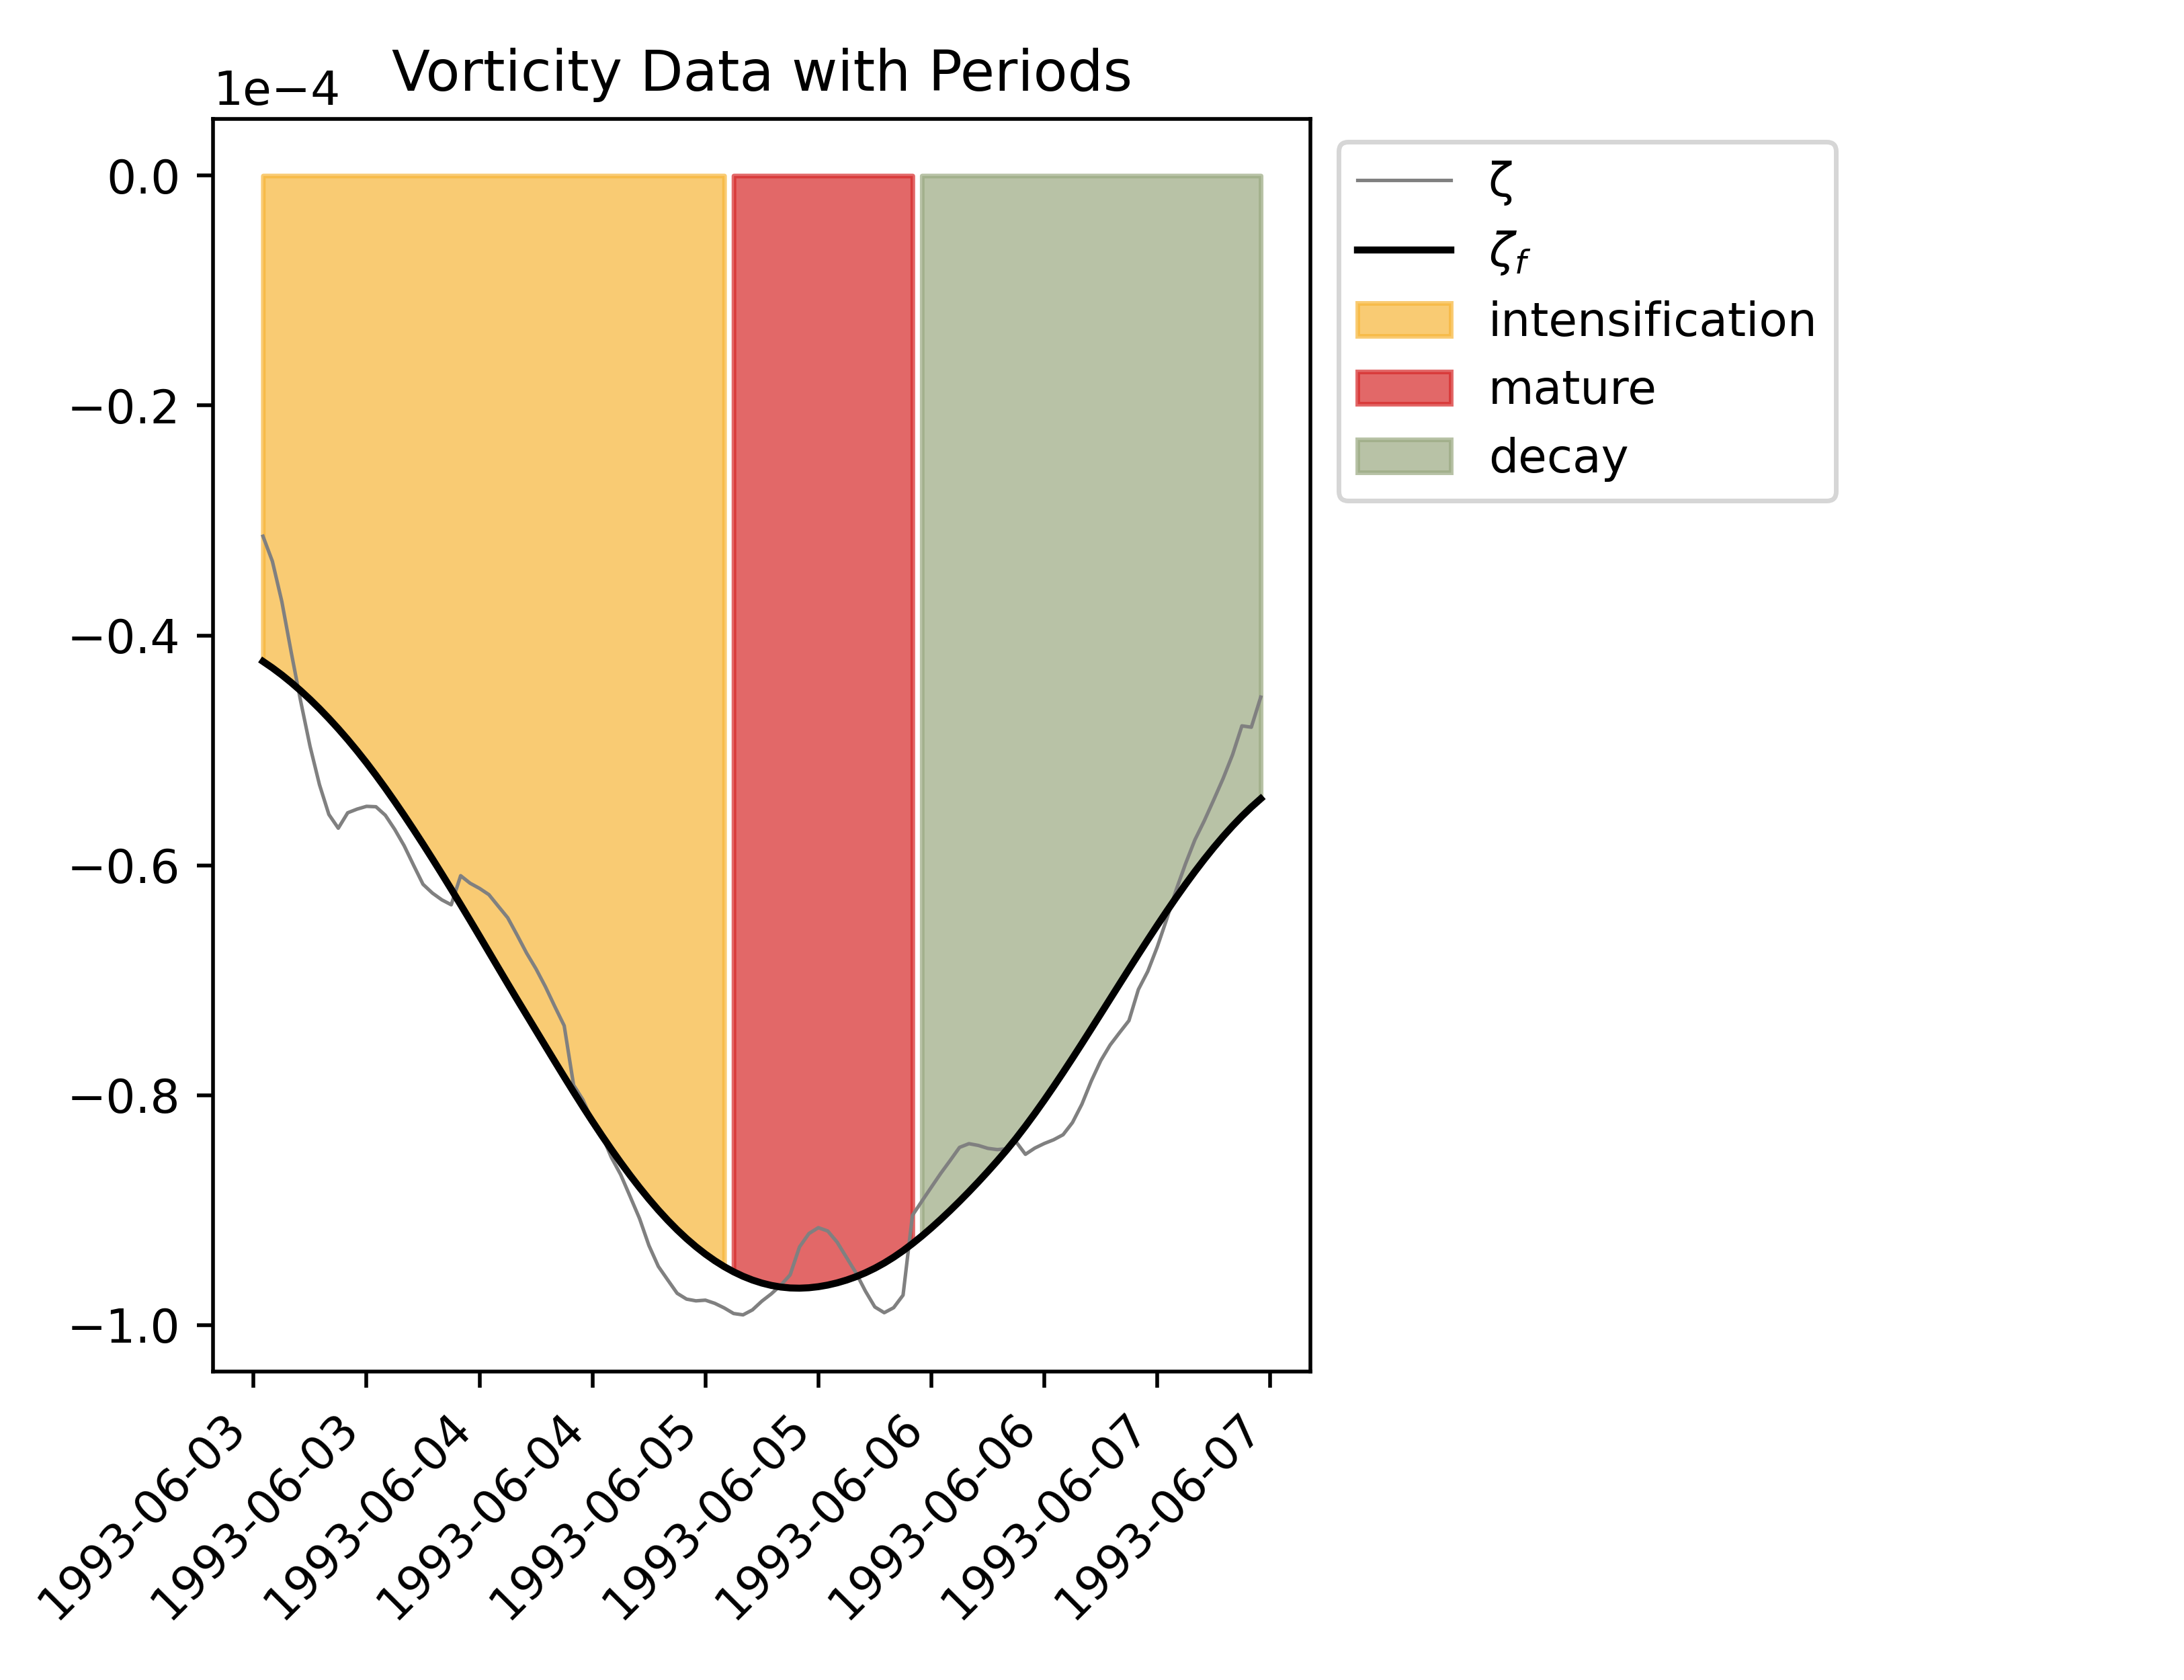 Vorticity Data with Periods
1e−4
0.0
−0.2
−0.4
−0.6
−0.8
−1.0
1993-06-03
1993-06-03
1993-06-04
1993-06-04
1993-06-05
1993-06-05
1993-06-06
1993-06-06
1993-06-07
1993-06-07
ζ
ζf
intensification
mature
decay